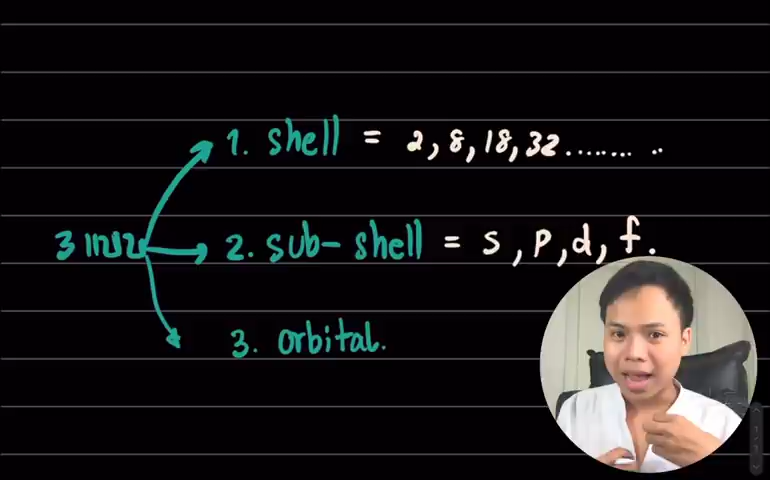 3 แบบ
1. shell = 2, 8, 18, 32 ........ ..
2. sub-shell = s, p, d, f.
3. orbital.